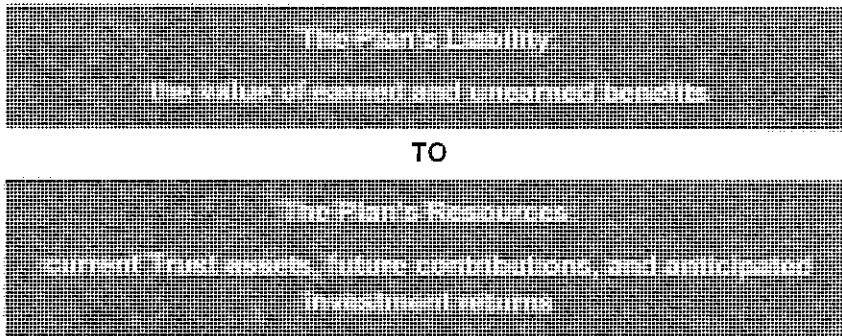 The Plan's Liability
the value of earned and unearned benefits
TO
The Plan's Resources
current Trust assets, future contributions, and anticipated
investment returns